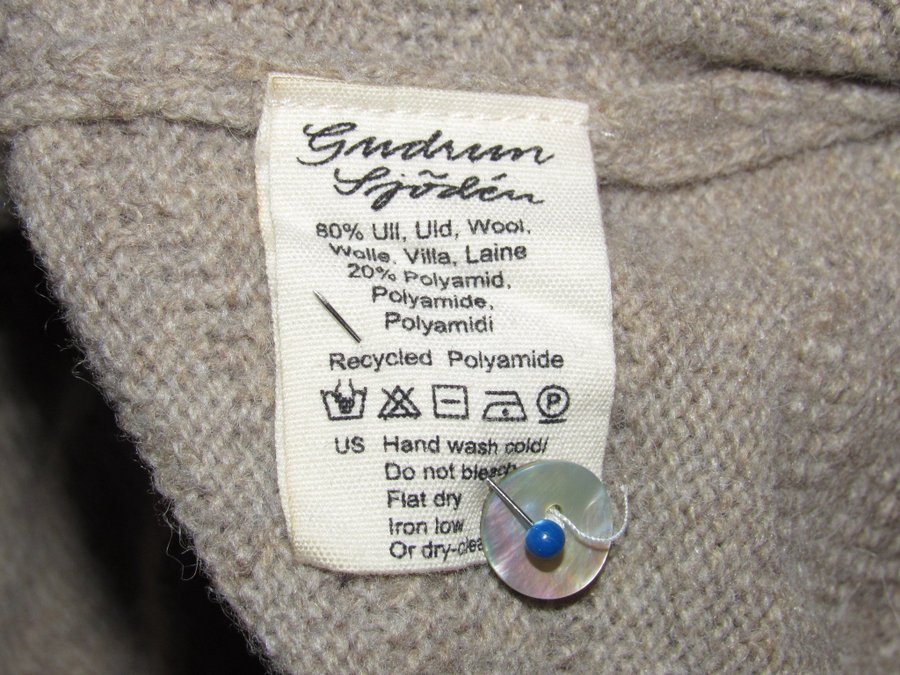 Gudrun
Sjödén
80% Ull, Uld, Wool,
Wolle, Villa, Laine
20% Polyamid,
Polyamide,
Polyamidi
Recycled Polyamide
P
US Hand wash cold/
Do not bleach
Flat dry
Iron low
Or dry-clea